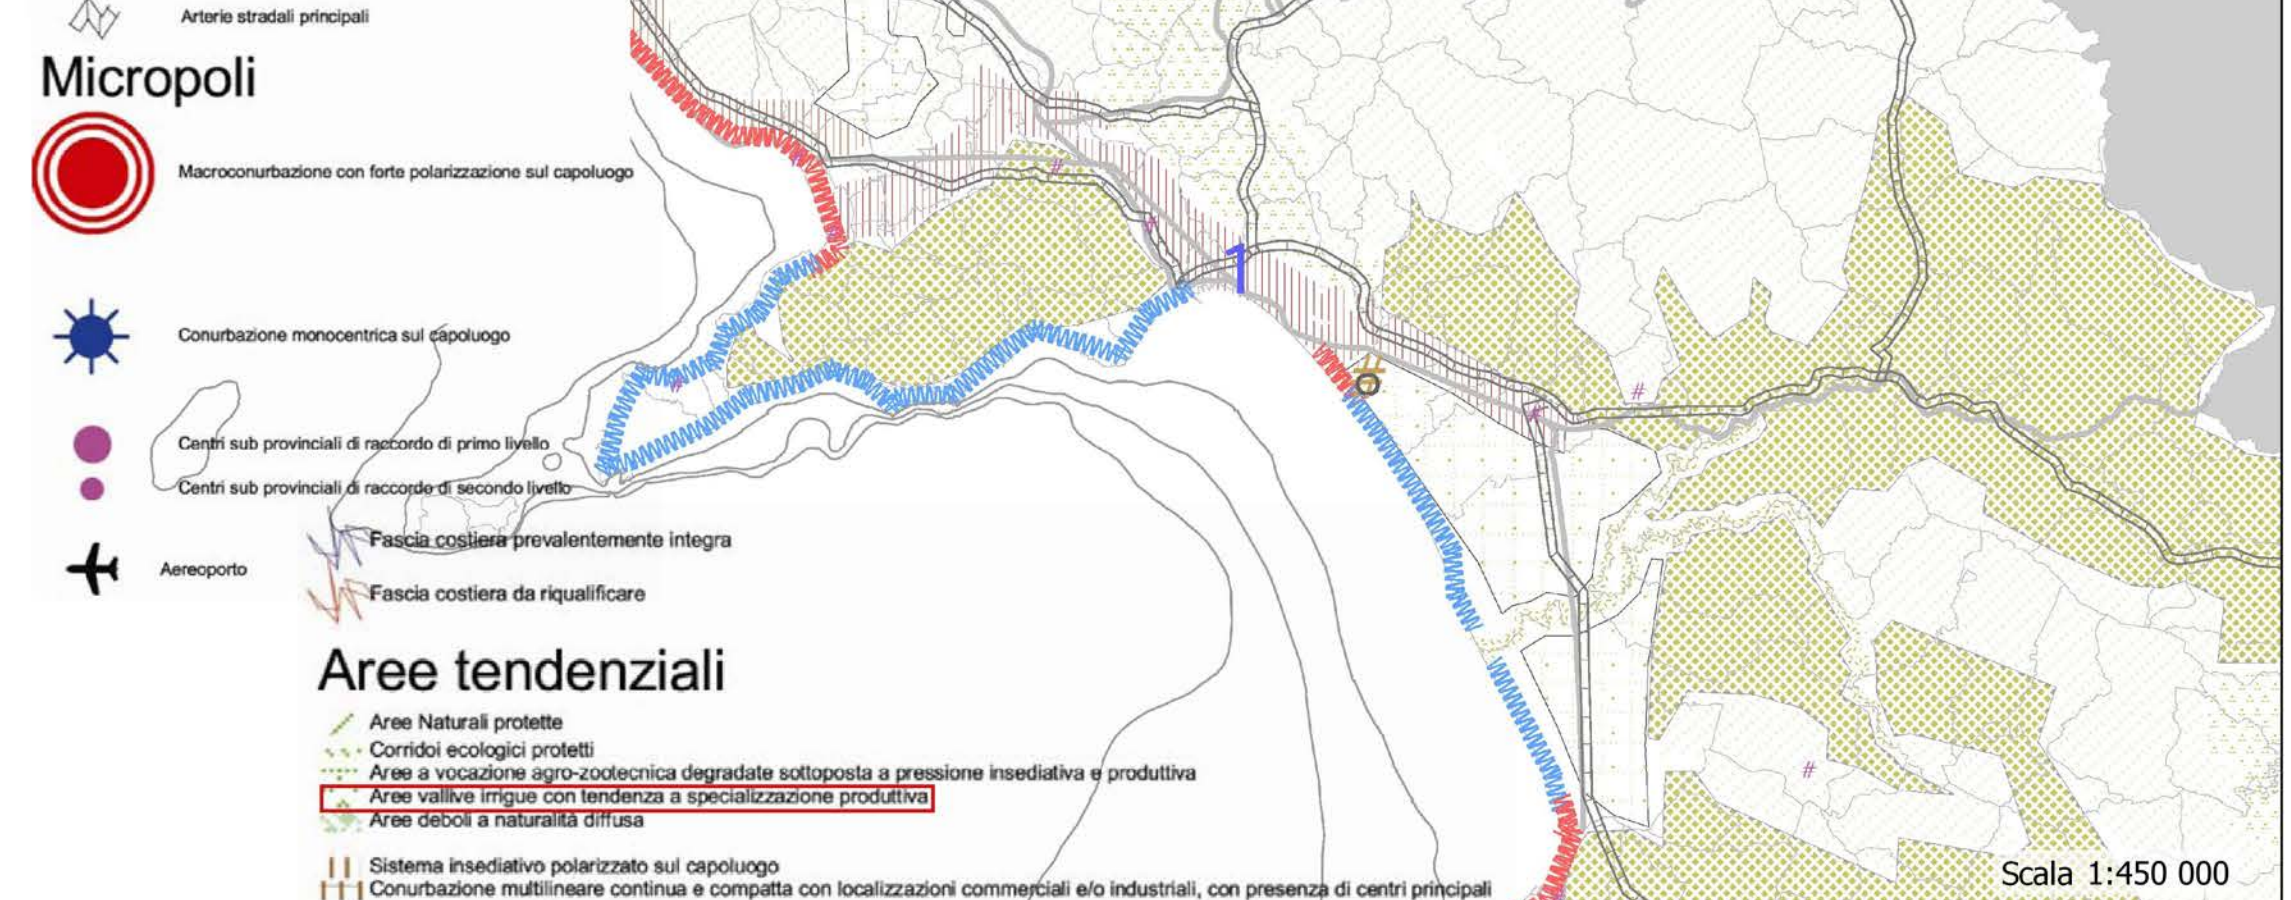 Arterie stradali principali
Micropoli
Macroconurbazione con forte polarizzazione sul capoluogo
Conurbazione monocentrica sul capoluogo
Centri sub provinciali di raccordo di primo livello
Centri sub provinciali di raccordo di secondo livello
Aereoporto
Fascia costiera prevalentemente integra
Fascia costiera da riqualificare
Aree tendenziali
Aree Naturali protette
Corridoi ecologici protetti
Aree a vocazione agro-zootecnica degradate sottoposta a pressione insediativa e produttiva
Aree vallive irrigue con tendenza a specializzazione produttiva
Aree deboli a naturalità diffusa
Sistema insediativo polarizzato sul capoluogo
Conurbazione multilineare continua e compatta con localizzazioni commerciali e/o industriali, con presenza di centri principali
1
Scala 1:450 000